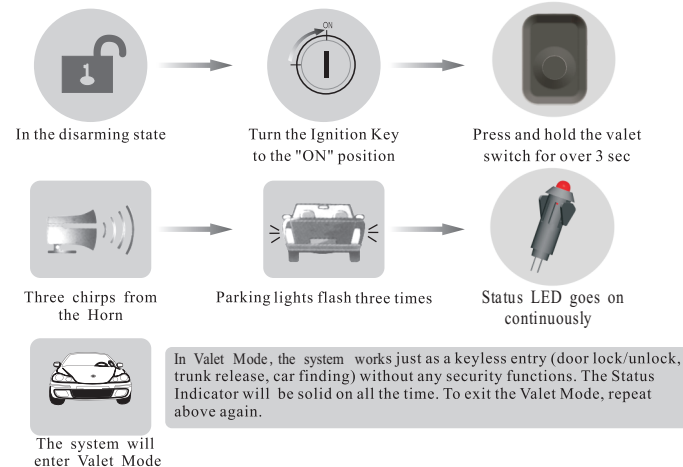 ON
In the disarming state
Turn the Ignition Key
to the "ON" position
Press and hold the valet
switch for over 3 sec
Three chirps from
the Horn
Parking lights flash three times
Status LED goes on
continuously
The system will
enter Valet Mode
In Valet Mode, the system works just as a keyless entry (door lock/unlock,
trunk release, car finding) without any security functions. The Status
Indicator will be solid on all the time. To exit the Valet Mode, repeat
above again.